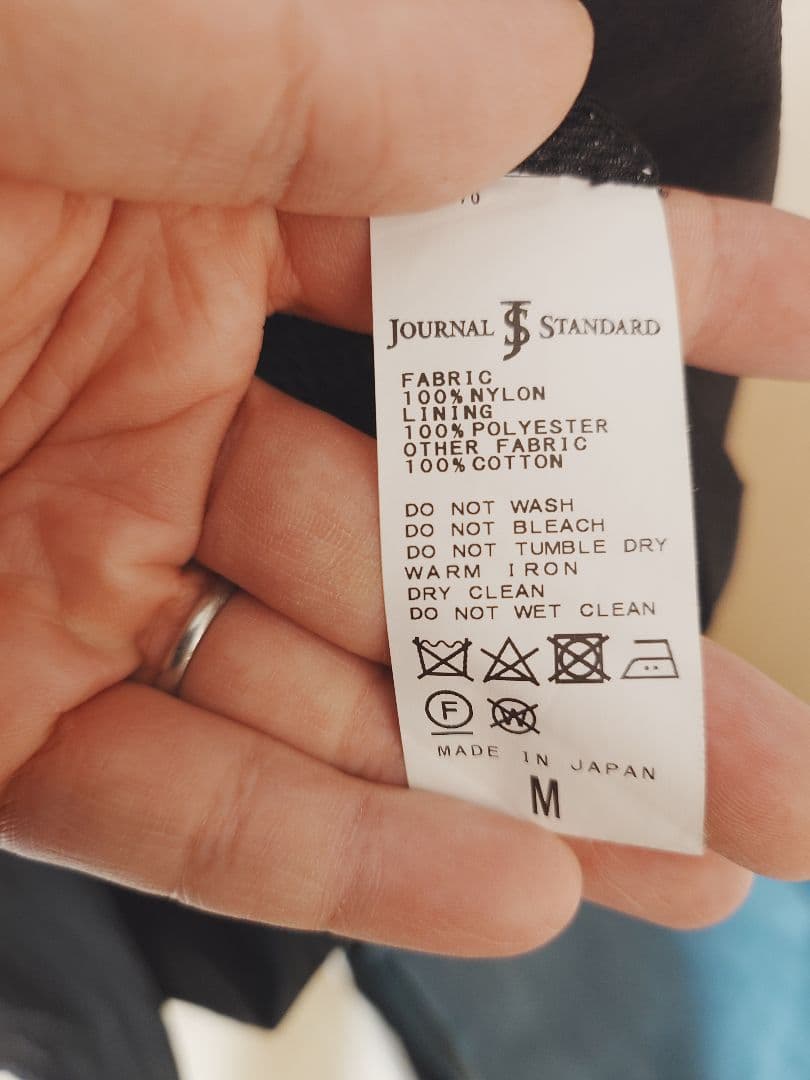 JOURNAL JS STANDARD
FABRIC
100% NYLON
LINING
100% POLYESTER
OTHER FABRIC
100% COTTON
DO NOT WASH
DO NOT BLEACH
DO NOT TUMBLE DRY
WARM IRON
DRY CLEAN
DO NOT WET CLEAN
F W
MADE IN JAPAN
M